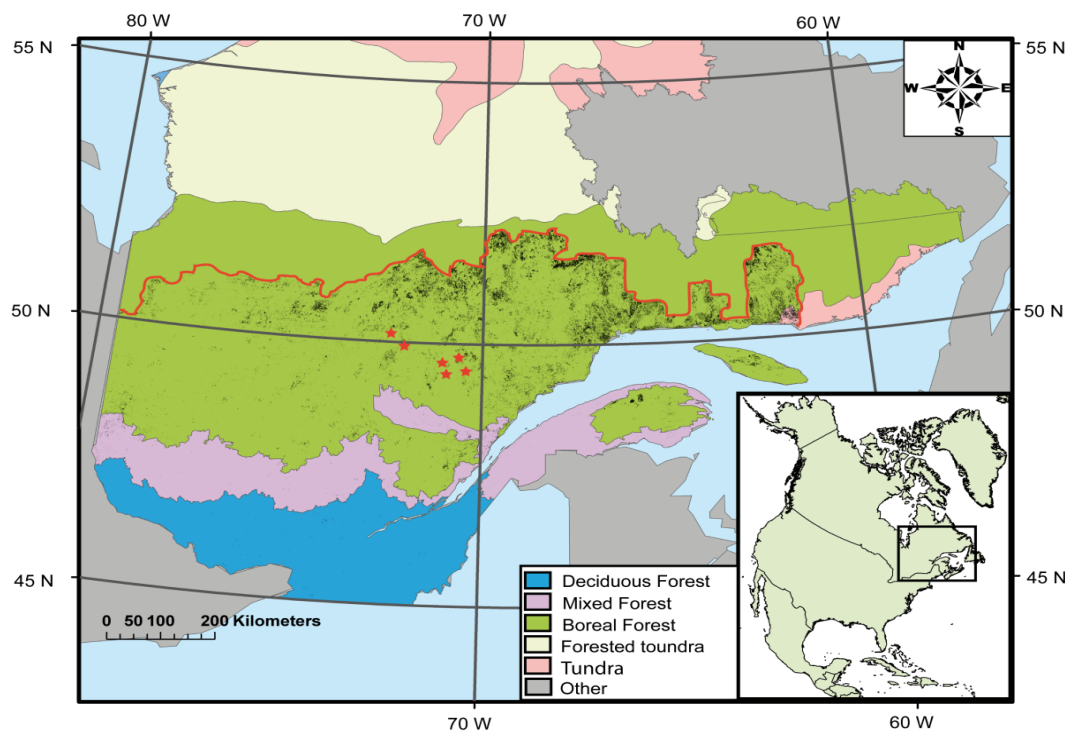 80 W
70 W
60 W
55 N
55 N
N
W
E
S
50 N
50 N
45 N
45 N
Deciduous Forest
Mixed Forest
Boreal Forest
Forested toundra
Tundra
Other
0 50 100 200 Kilometers
70 W
60 W